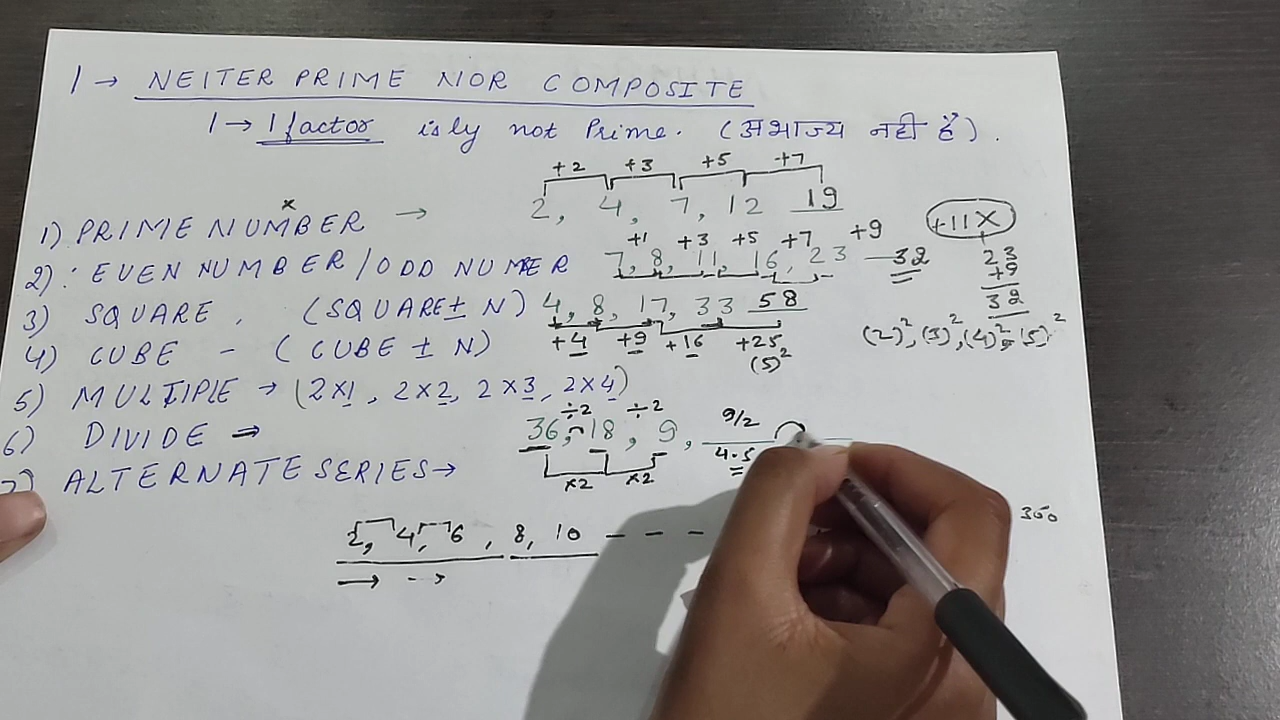 1 → NEITER PRIME NOR COMPOSITE
1 → 1 factor isly not Prime. (अभाज्य नहीं है).
+2 +3 +5 +7
1) PRIME NUMBER → 2, 4, 7, 12 19
+1 +3 +5 +7 +9 +11 X
2) : EVEN NUMBER / ODD NUMER 7, 8, 11, 16, 23 32
23
+9
32
3) SQUARE, (SQUARE ± N) 4, 8, 17, 33 58
+4 +9 +16 +25
(5)²
(2)², (3)², (4)², (5)²
4) CUBE - (CUBE ± N)
5) MULTIPLE → (2×1, 2×2, 2×3, 2×4)
÷2 ÷2 9/2
6) DIVIDE ⇒ 36, 18, 9,
4.5
×2 ×2
7) ALTERNATE SERIES →
2, 4, 6, 8, 10 - - - -
300